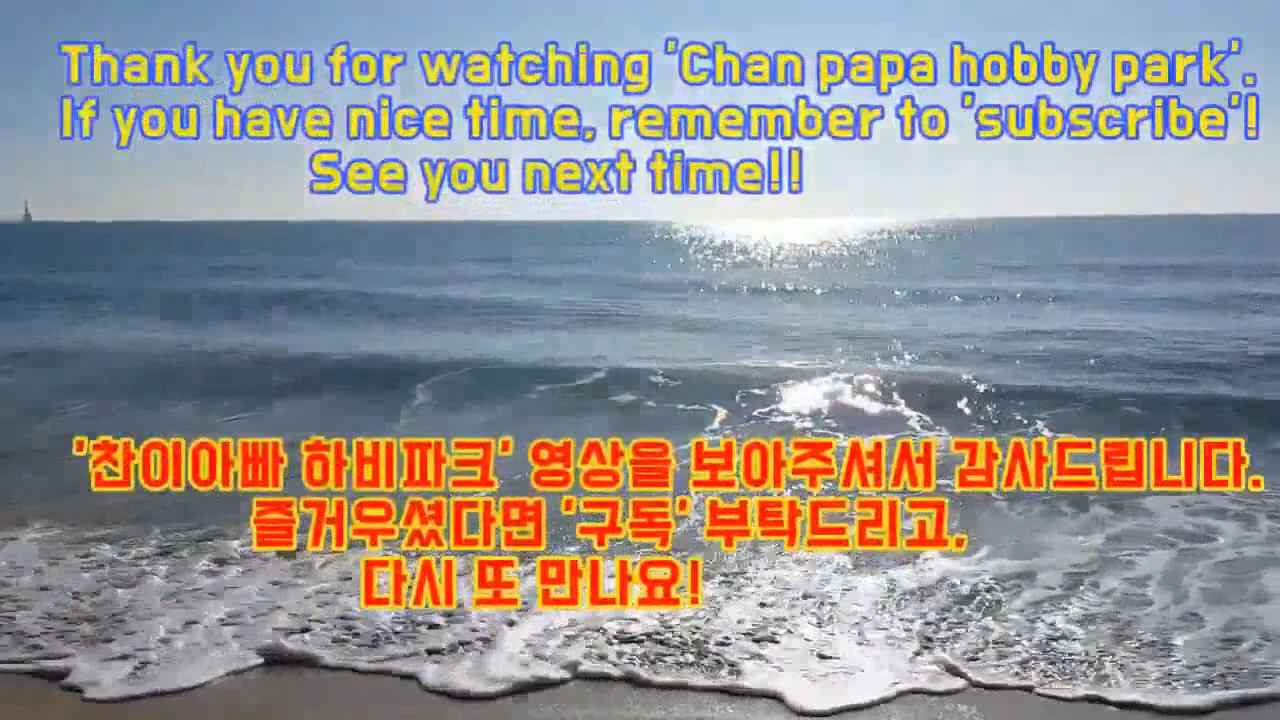 Thank you for watching 'Chan papa hobby park'.
If you have nice time, remember to 'subscribe'!
See you next time!!
'찬이아빠 하비파크' 영상을 보아주셔서 감사드립니다.
즐거우셨다면 '구독' 부탁드리고,
다시 또 만나요!